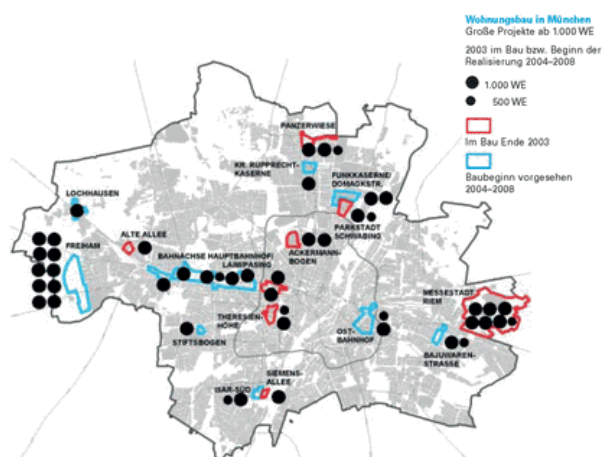 Wohnungsbau in München
Große Projekte ab 1.000 WE
2003 im Bau bzw. Beginn der
Realisierung 2004–2008
1.000 WE
500 WE
Im Bau Ende 2003
Baubeginn vorgesehen
2004–2008
PANZERWIESE
KR. RUPPRECHT-
KASERNE
FUNKKASERNE/
DOMAGKSTR.
LOCHHAUSEN
ALTE ALLEE
PARKSTADT
SCHWABING
FREIHAM
BAHNACHSE HAUPTBAHNHOF/
LAIM/PASING
ACKERMANN-
BOGEN
MESSESTADT
RIEM
THERESIEN-
HÖHE
STIFTSBOGEN
OST-
BAHNHOF
BAJUWAREN-
STRASSE
SIEMENS-
ALLEE
ISAR-SÜD